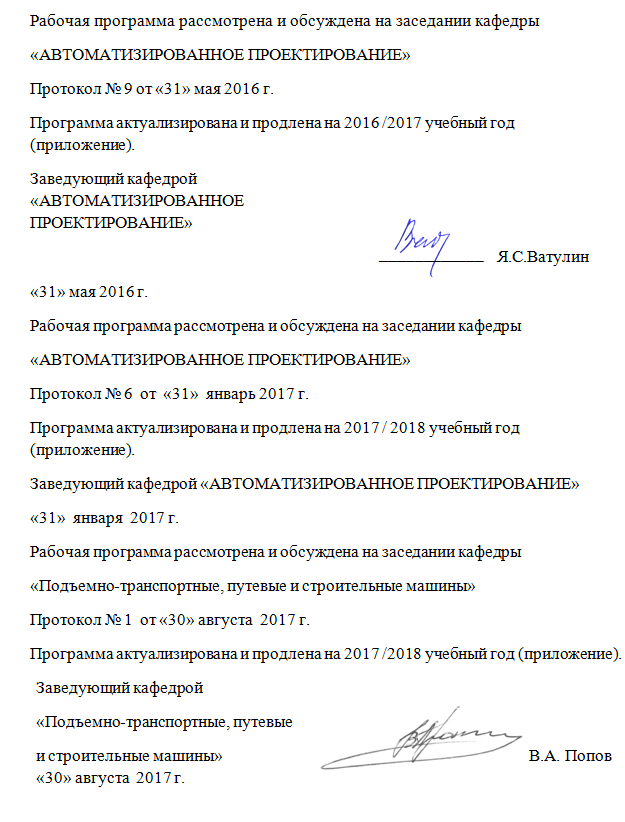 Рабочая программа рассмотрена и обсуждена на заседании кафедры
«АВТОМАТИЗИРОВАННОЕ ПРОЕКТИРОВАНИЕ»
Протокол № 9 от «31» мая 2016 г.
Программа актуализирована и продлена на 2016 /2017 учебный год
(приложение).
Заведующий кафедрой
«АВТОМАТИЗИРОВАННОЕ
ПРОЕКТИРОВАНИЕ»
_____________ Я.С.Ватулин
«31» мая 2016 г.
Рабочая программа рассмотрена и обсуждена на заседании кафедры
«АВТОМАТИЗИРОВАННОЕ ПРОЕКТИРОВАНИЕ»
Протокол № 6 от «31» январь 2017 г.
Программа актуализирована и продлена на 2017 / 2018 учебный год
(приложение).
Заведующий кафедрой «АВТОМАТИЗИРОВАННОЕ ПРОЕКТИРОВАНИЕ»
«31» января 2017 г.
Рабочая программа рассмотрена и обсуждена на заседании кафедры
«Подъемно-транспортные, путевые и строительные машины»
Протокол № 1 от «30» августа 2017 г.
Программа актуализирована и продлена на 2017 /2018 учебный год (приложение).
Заведующий кафедрой
«Подъемно-транспортные, путевые
и строительные машины» В.А. Попов
«30» августа 2017 г.